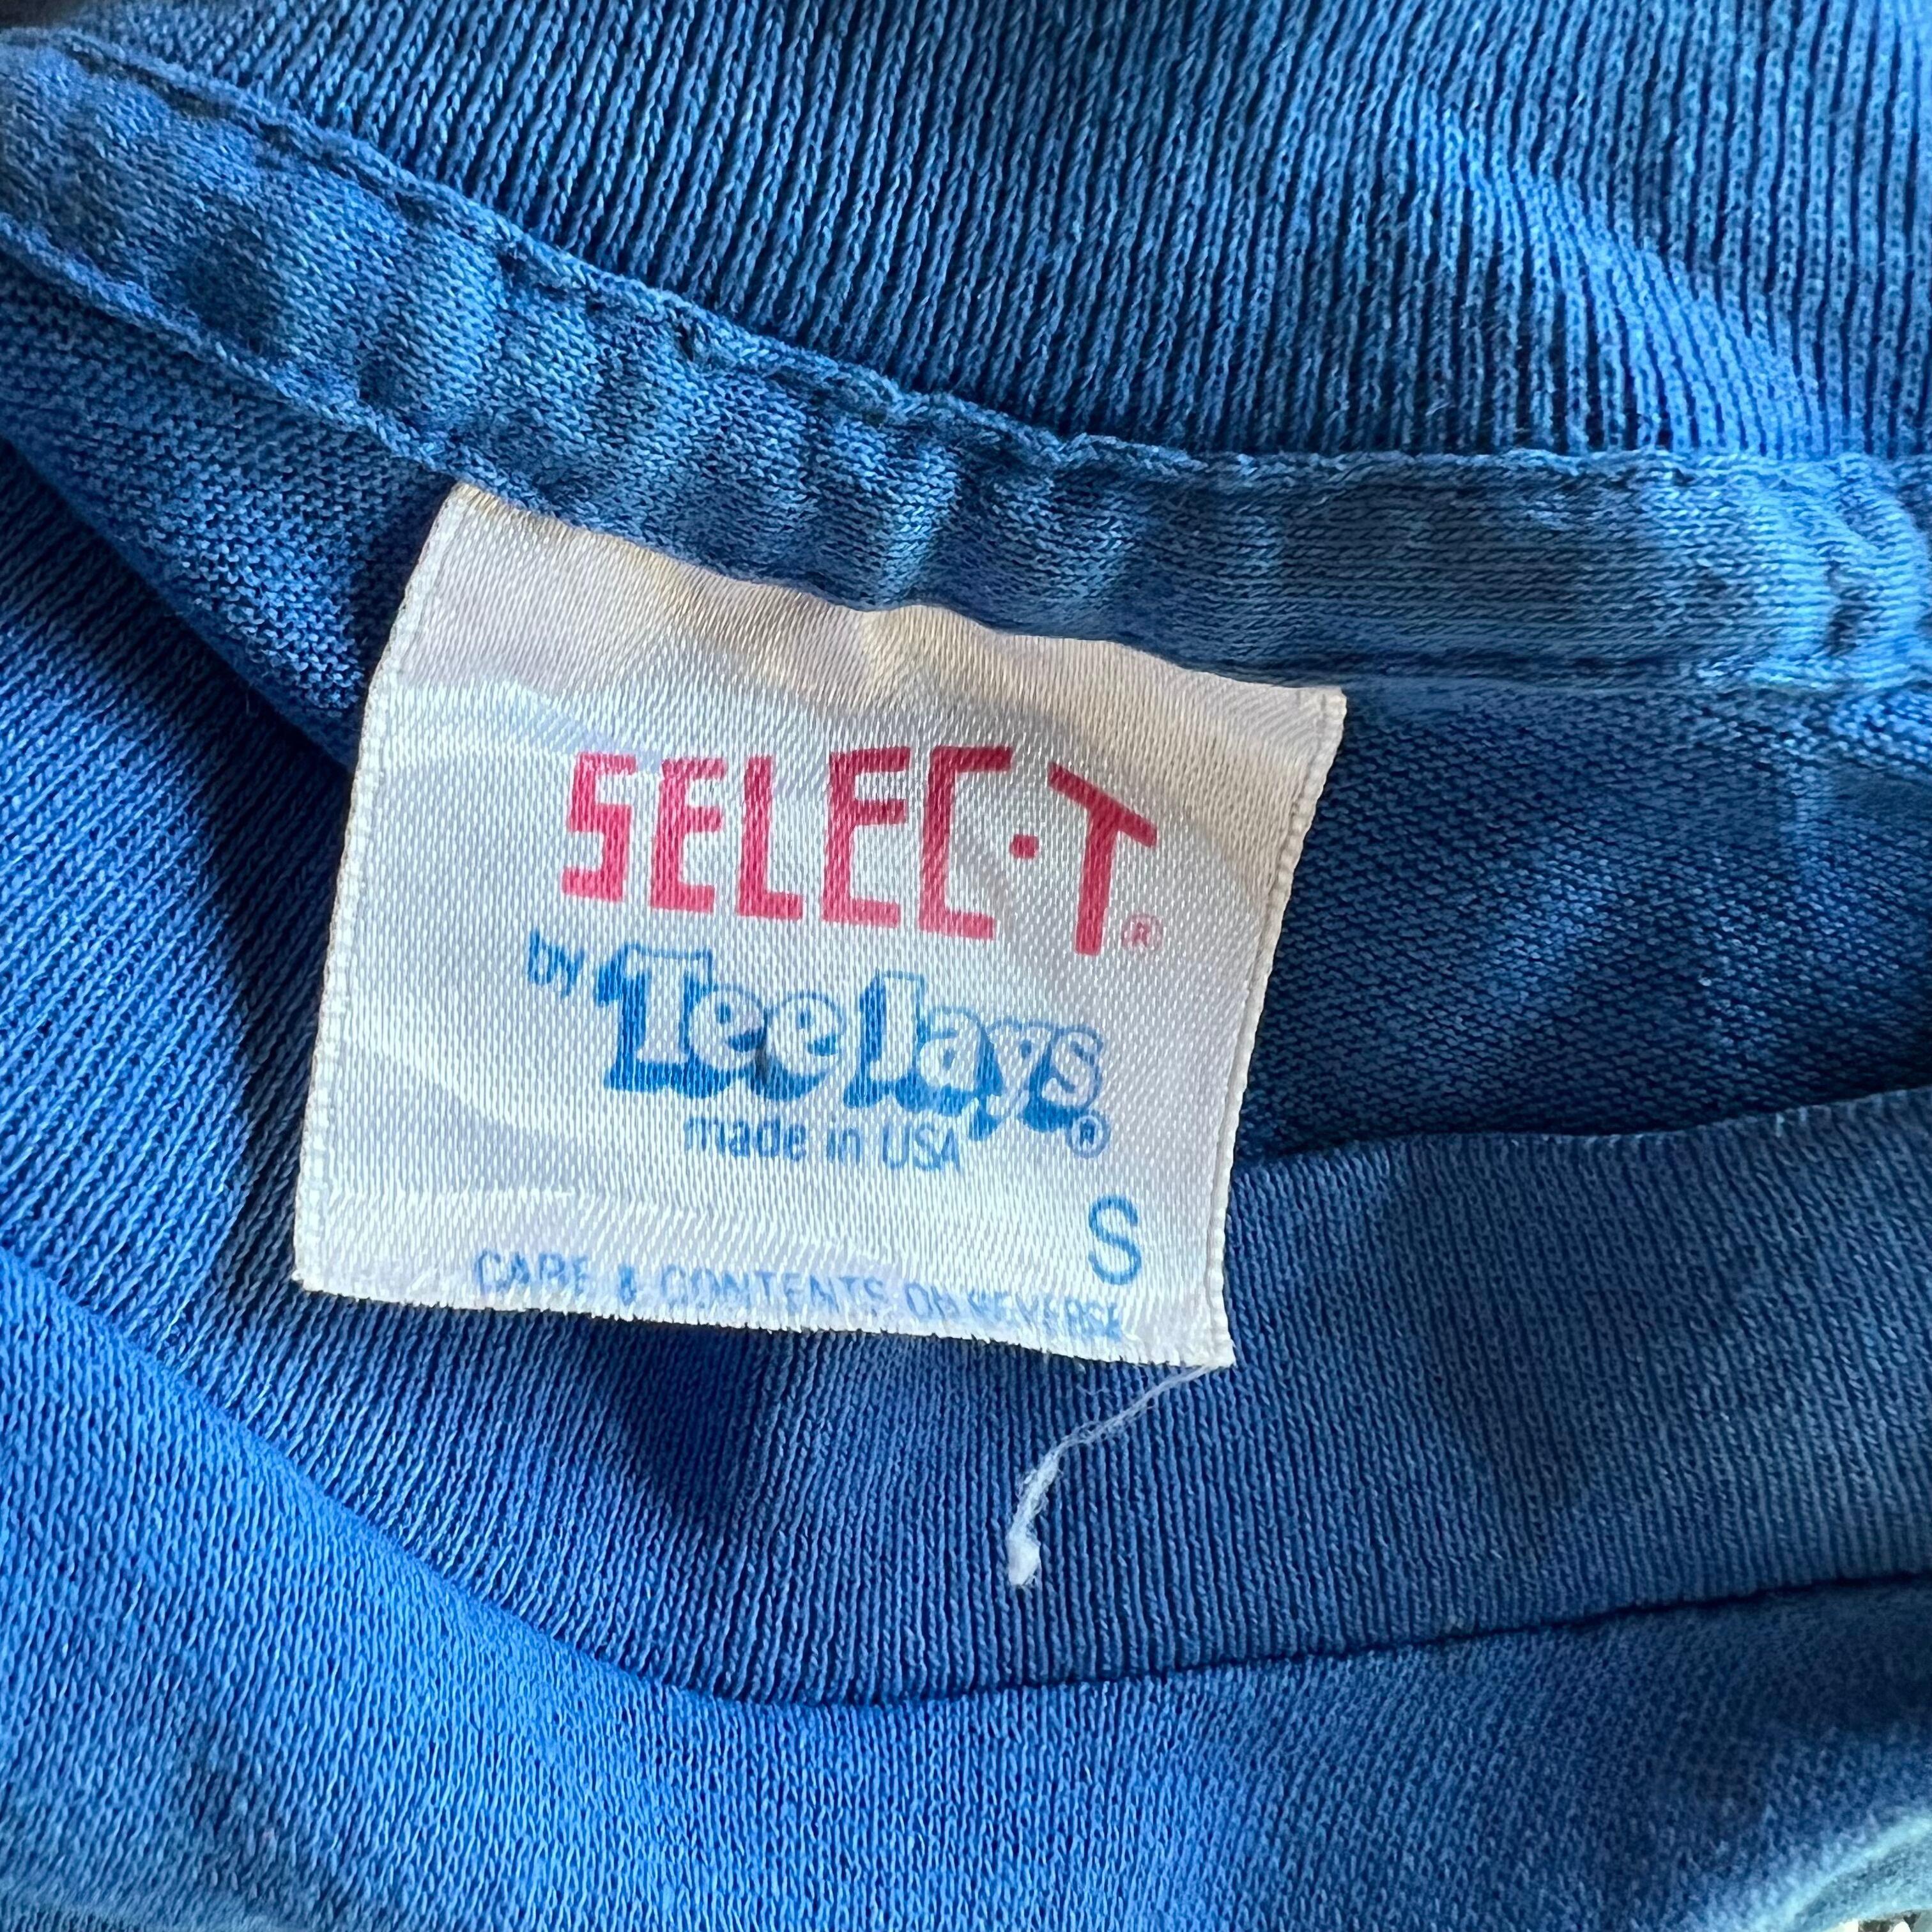 SELEC-T®
by Tee Jays®
made in USA
S
CARE & CONTENTS ON REVERSE